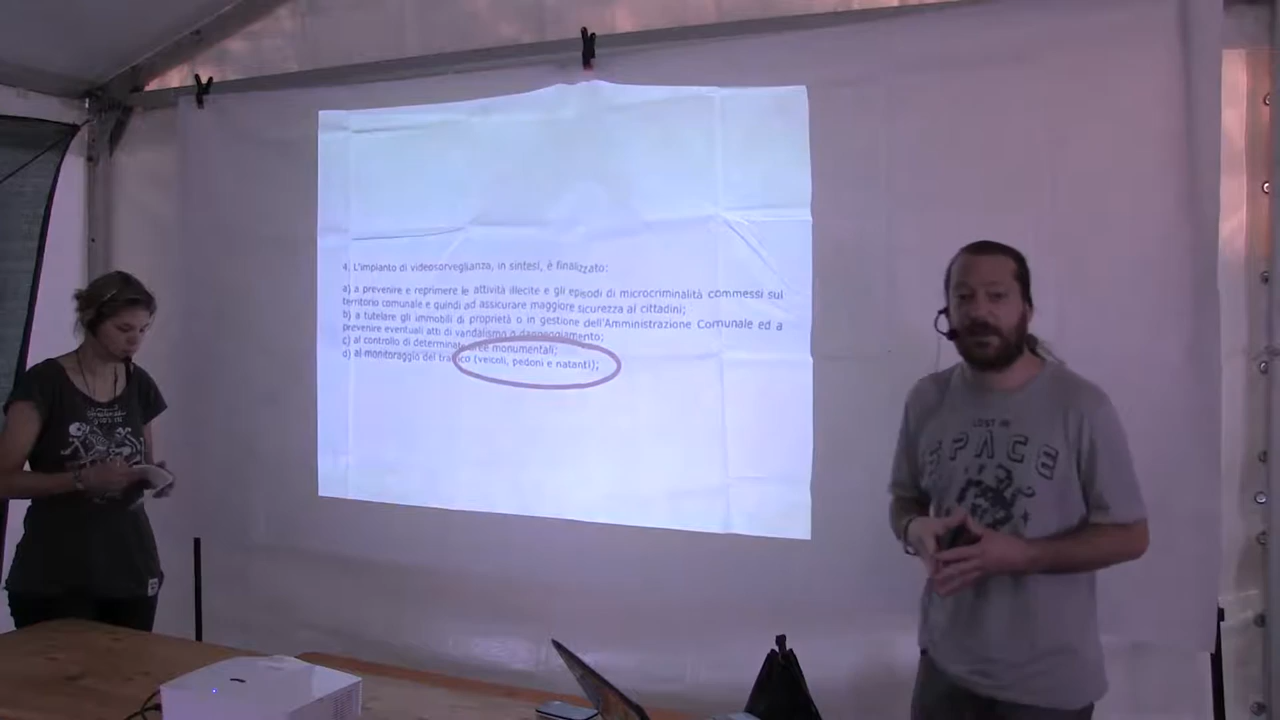 4. L'impianto di videosorveglianza, in sintesi, è finalizzato:
a) a prevenire e reprimere le attività illecite e gli episodi di microcriminalità commessi sul
territorio comunale e quindi ad assicurare maggiore sicurezza ai cittadini;
b) a tutelare gli immobili di proprietà o in gestione dell'Amministrazione Comunale ed a
prevenire eventuali atti di vandalismo o danneggiamento;
c) al controllo di determinate aree monumentali;
d) al monitoraggio del traffico (veicoli, pedoni e natanti);
LOST IN
SPACE